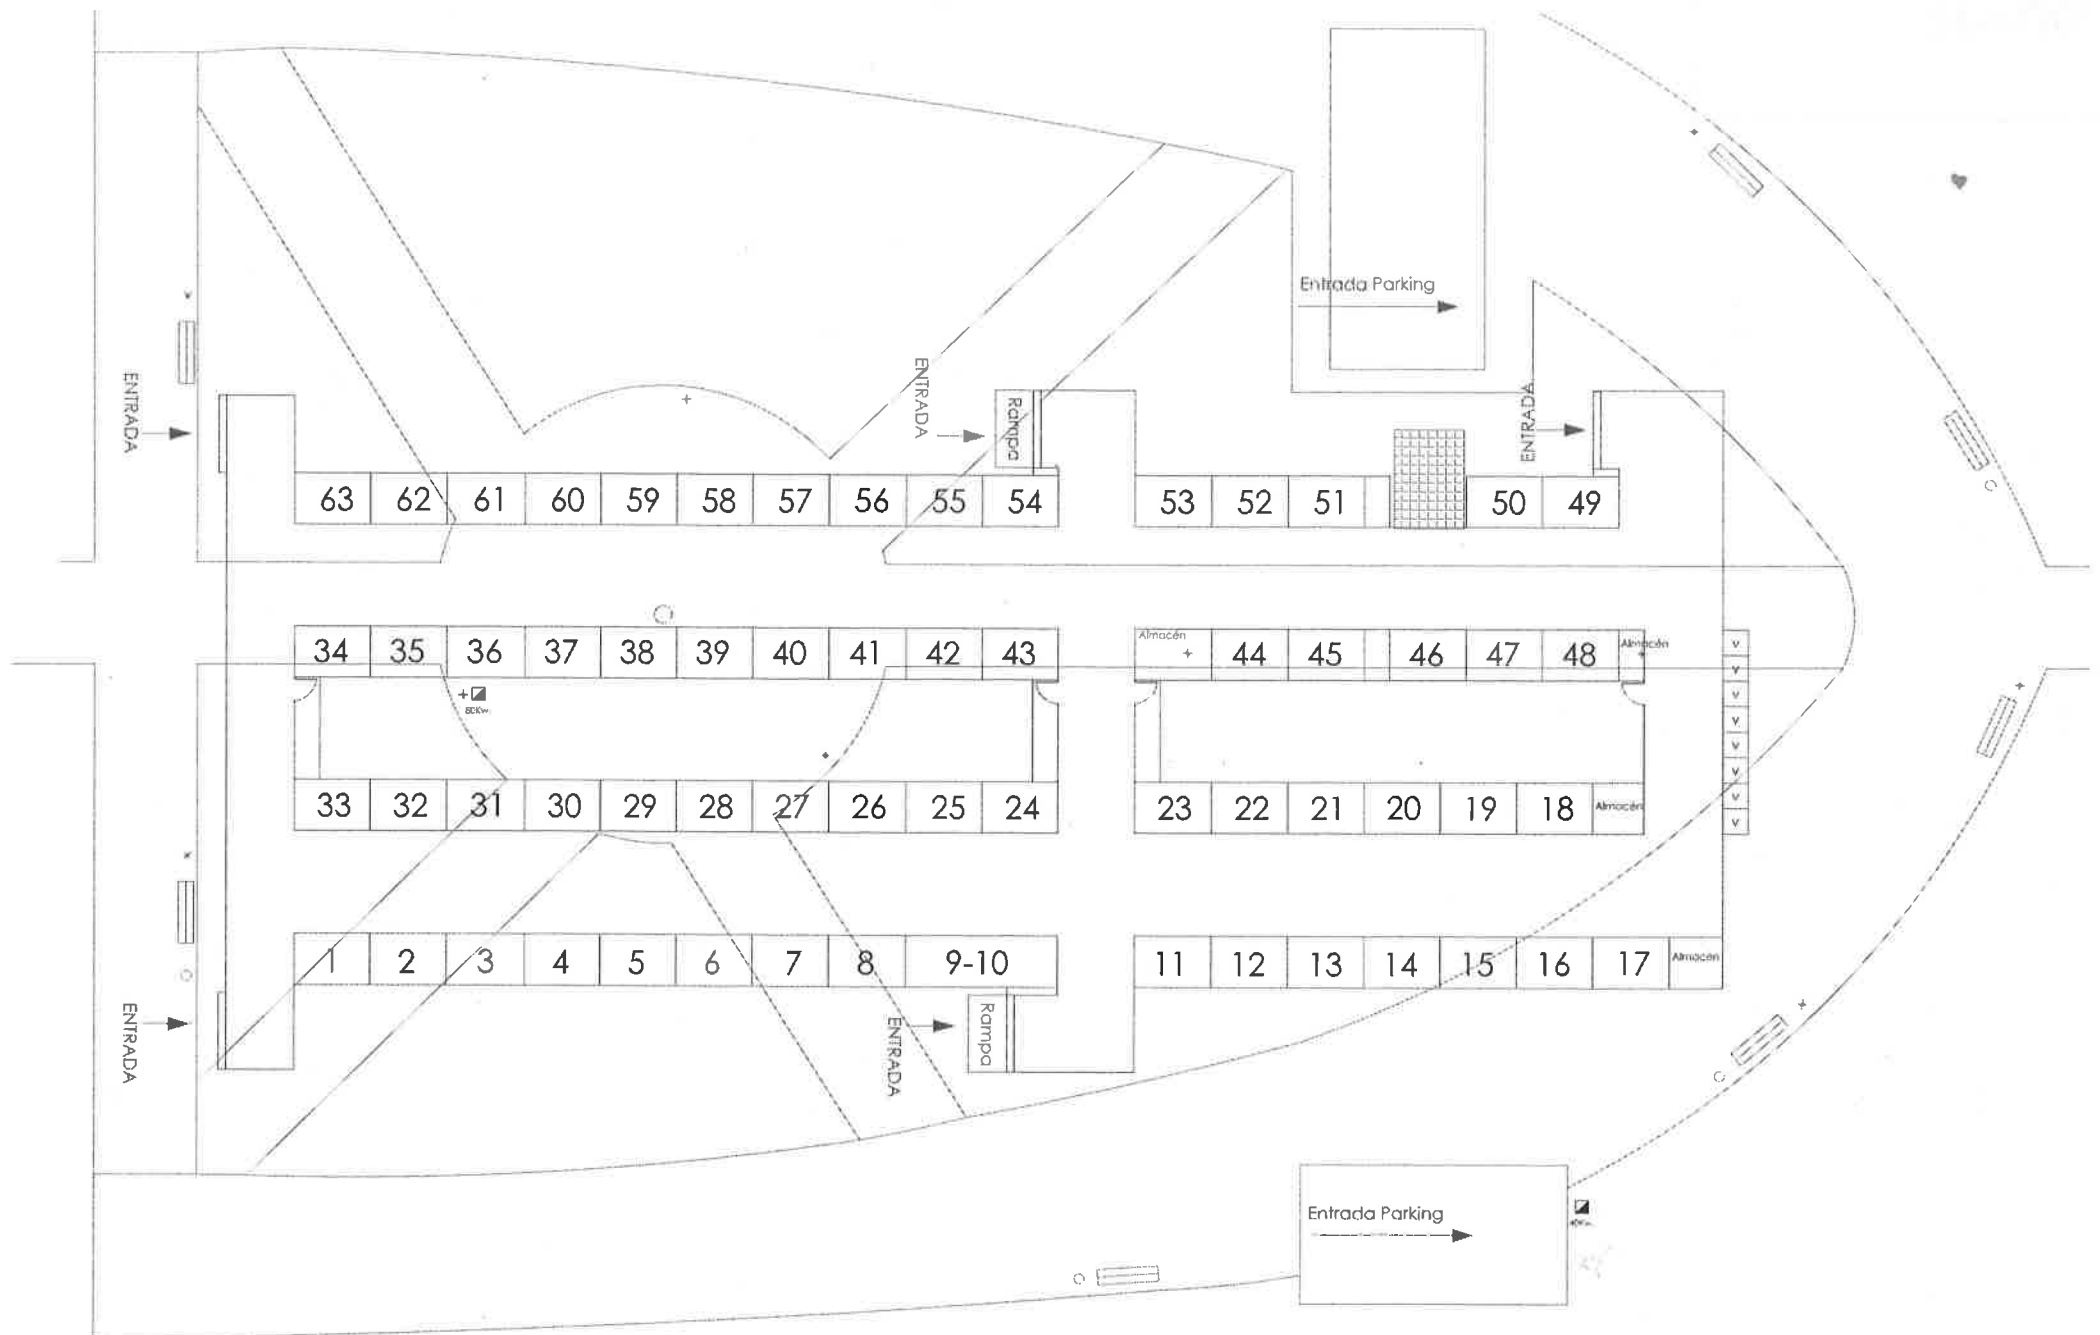 Entrada Parking
ENTRADA
ENTRADA
Rampa
ENTRADA
63 62 61 60 59 58 57 56 55 54 53 52 51 50 49
34 35 36 37 38 39 40 41 42 43 Almacén 44 45 46 47 48 Almacén
80Kw
v
v
v
v
v
v
v
v
33 32 31 30 29 28 27 26 25 24 23 22 21 20 19 18 Almacén
1 2 3 4 5 6 7 8 9-10 11 12 13 14 15 16 17 Almacén
ENTRADA
ENTRADA
Rampa
Entrada Parking